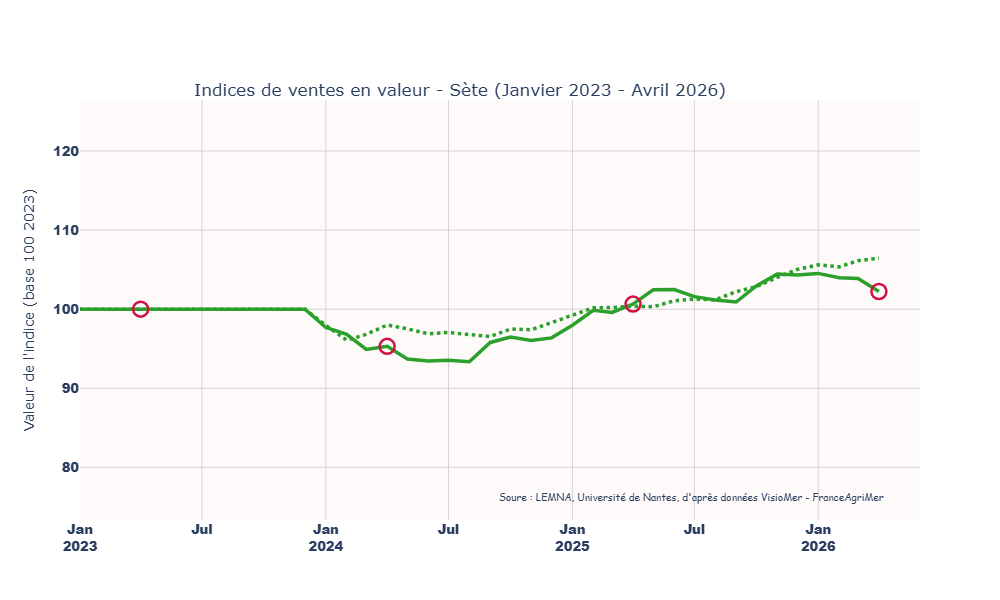 Indices de ventes en valeur - Sète (Janvier 2023 - Avril 2026)
Valeur de l'indice (base 100 2023)
120
110
100
90
80
Soure : LEMNA, Université de Nantes, d'après données VisioMer - FranceAgriMer
Jan
2023
Jul
Jan
2024
Jul
Jan
2025
Jul
Jan
2026